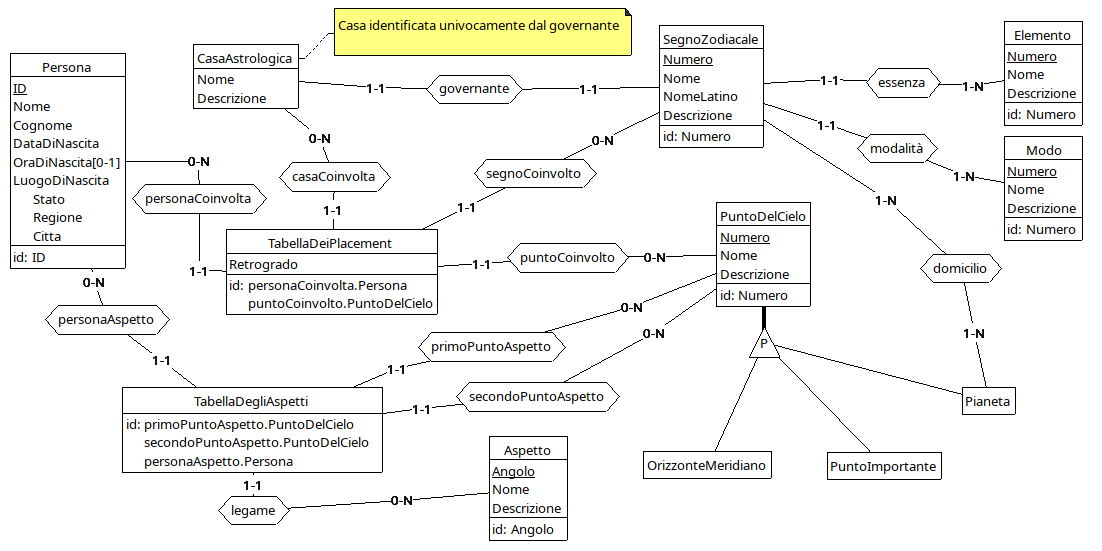 Casa identificata univocamente dal governante
Persona
ID
Nome
Cognome
DataDiNascita
OraDiNascita[0-1]
LuogoDiNascita
Stato
Regione
Citta
id: ID
CasaAstrologica
Nome
Descrizione
1-1
governante
1-1
SegnoZodiacale
Numero
Nome
NomeLatino
Descrizione
id: Numero
1-1
essenza
1-N
Elemento
Numero
Nome
Descrizione
id: Numero
1-1
modalità
1-N
Modo
Numero
Nome
Descrizione
id: Numero
0-N
personaCoinvolta
1-1
0-N
casaCoinvolta
1-1
0-N
segnoCoinvolto
1-1
1-N
domicilio
1-N
TabellaDeiPlacement
Retrogrado
id: personaCoinvolta.Persona
puntoCoinvolto.PuntoDelCielo
1-1
puntoCoinvolto
0-N
PuntoDelCielo
Numero
Nome
Descrizione
id: Numero
0-N
personaAspetto
1-1
0-N
primoPuntoAspetto
1-1
0-N
secondoPuntoAspetto
1-1
P
Pianeta
OrizzonteMeridiano
PuntoImportante
TabellaDegliAspetti
id: primoPuntoAspetto.PuntoDelCielo
secondoPuntoAspetto.PuntoDelCielo
personaAspetto.Persona
1-1
legame
0-N
Aspetto
Angolo
Nome
Descrizione
id: Angolo